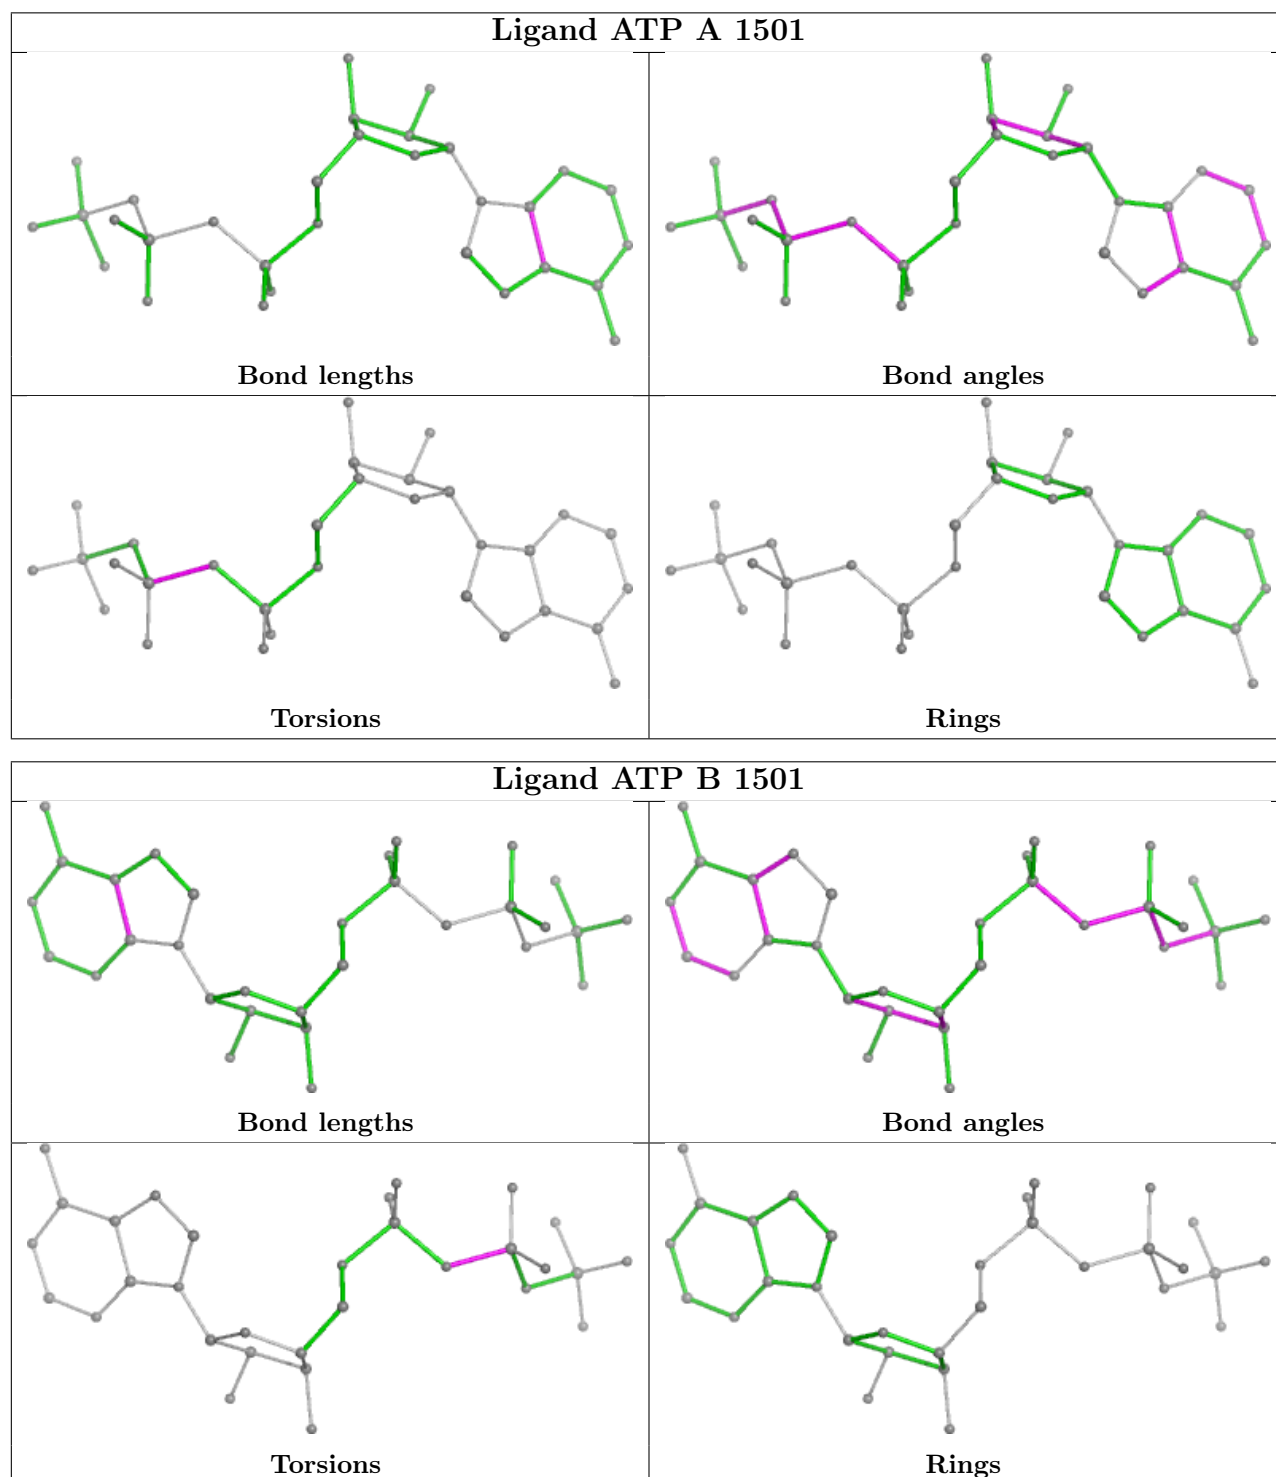 Ligand ATP A 1501
Bond lengths
Bond angles
Torsions
Rings
Ligand ATP B 1501
Bond lengths
Bond angles
Torsions
Rings